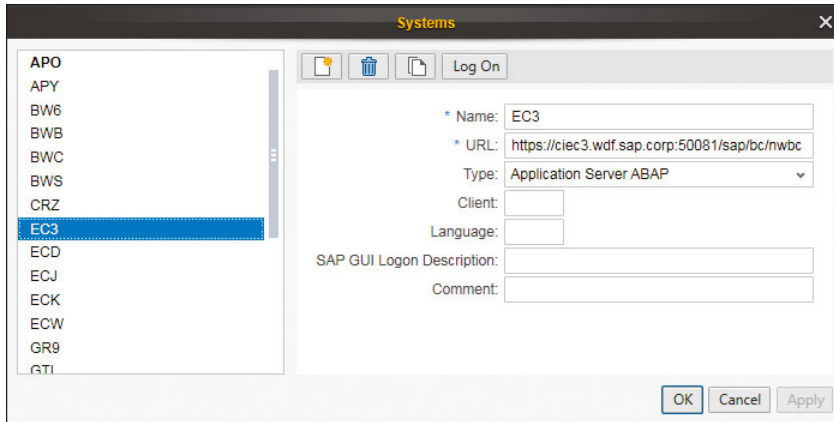 Systems
APO
APY
BW6
BWB
BWC
BWS
CRZ
EC3
ECD
ECJ
ECK
ECW
GR9
GTI
Log On
* Name: EC3
* URL: https://ciec3.wdf.sap.corp:50081/sap/bc/nwbc
Type: Application Server ABAP
Client:
Language:
SAP GUI Logon Description:
Comment:
OK Cancel Apply